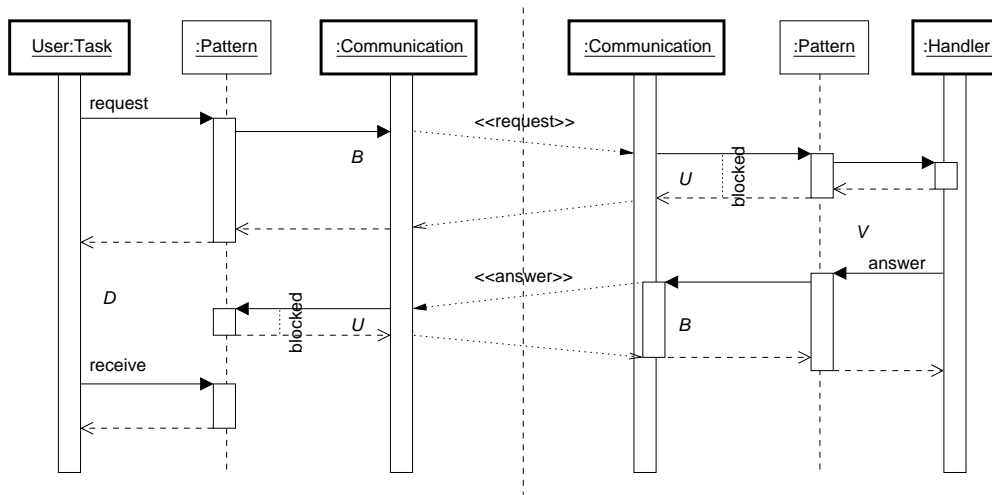 User:Task
:Pattern
:Communication
:Communication
:Pattern
:Handler
request
<<request>>
B
blocked
U
V
answer
<<answer>>
D
blocked
U
B
receive